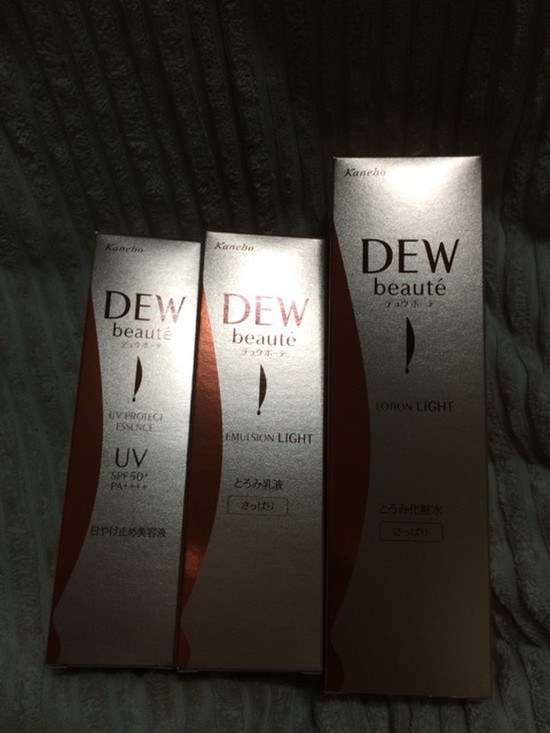 Kanebo
DEW
beauté
デュウ ボーテ
UV PROTECT
ESSENCE
UV
SPF50+
PA++++
日やけ止め美容液
Kanebo
DEW
beauté
デュウ ボーテ
EMULSION LIGHT
とろみ乳液
さっぱり
Kanebo
DEW
beauté
デュウ ボーテ
LOTION LIGHT
とろみ化粧水
さっぱり